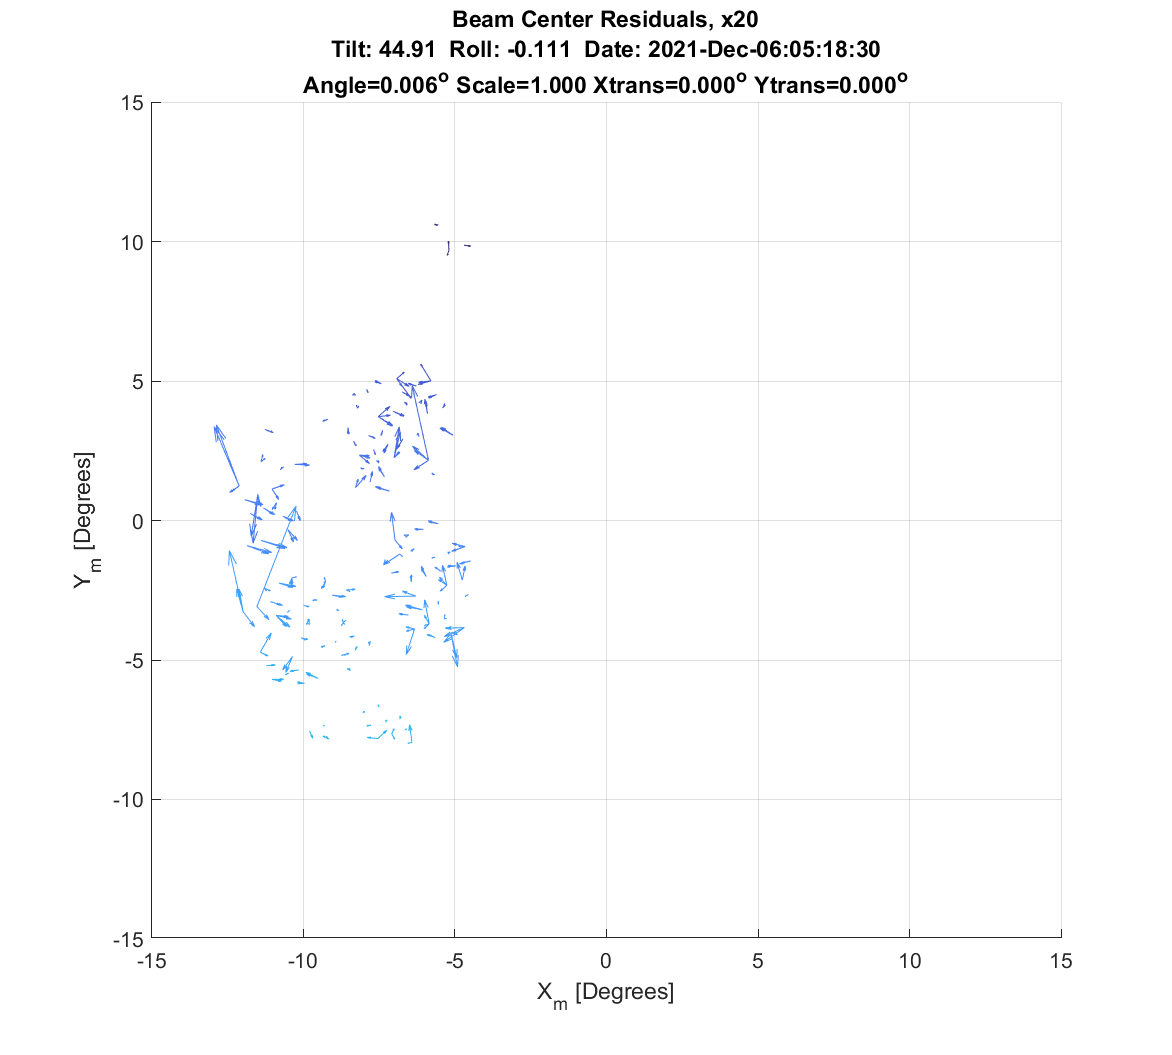 Beam Center Residuals, x20
Tilt: 44.91 Roll: -0.111 Date: 2021-Dec-06:05:18:30
Angle=0.006° Scale=1.000 Xtrans=0.000° Ytrans=0.000°
15
10
5
0
-5
-10
-15
Ym [Degrees]
-15 -10 -5 0 5 10 15
Xm [Degrees]